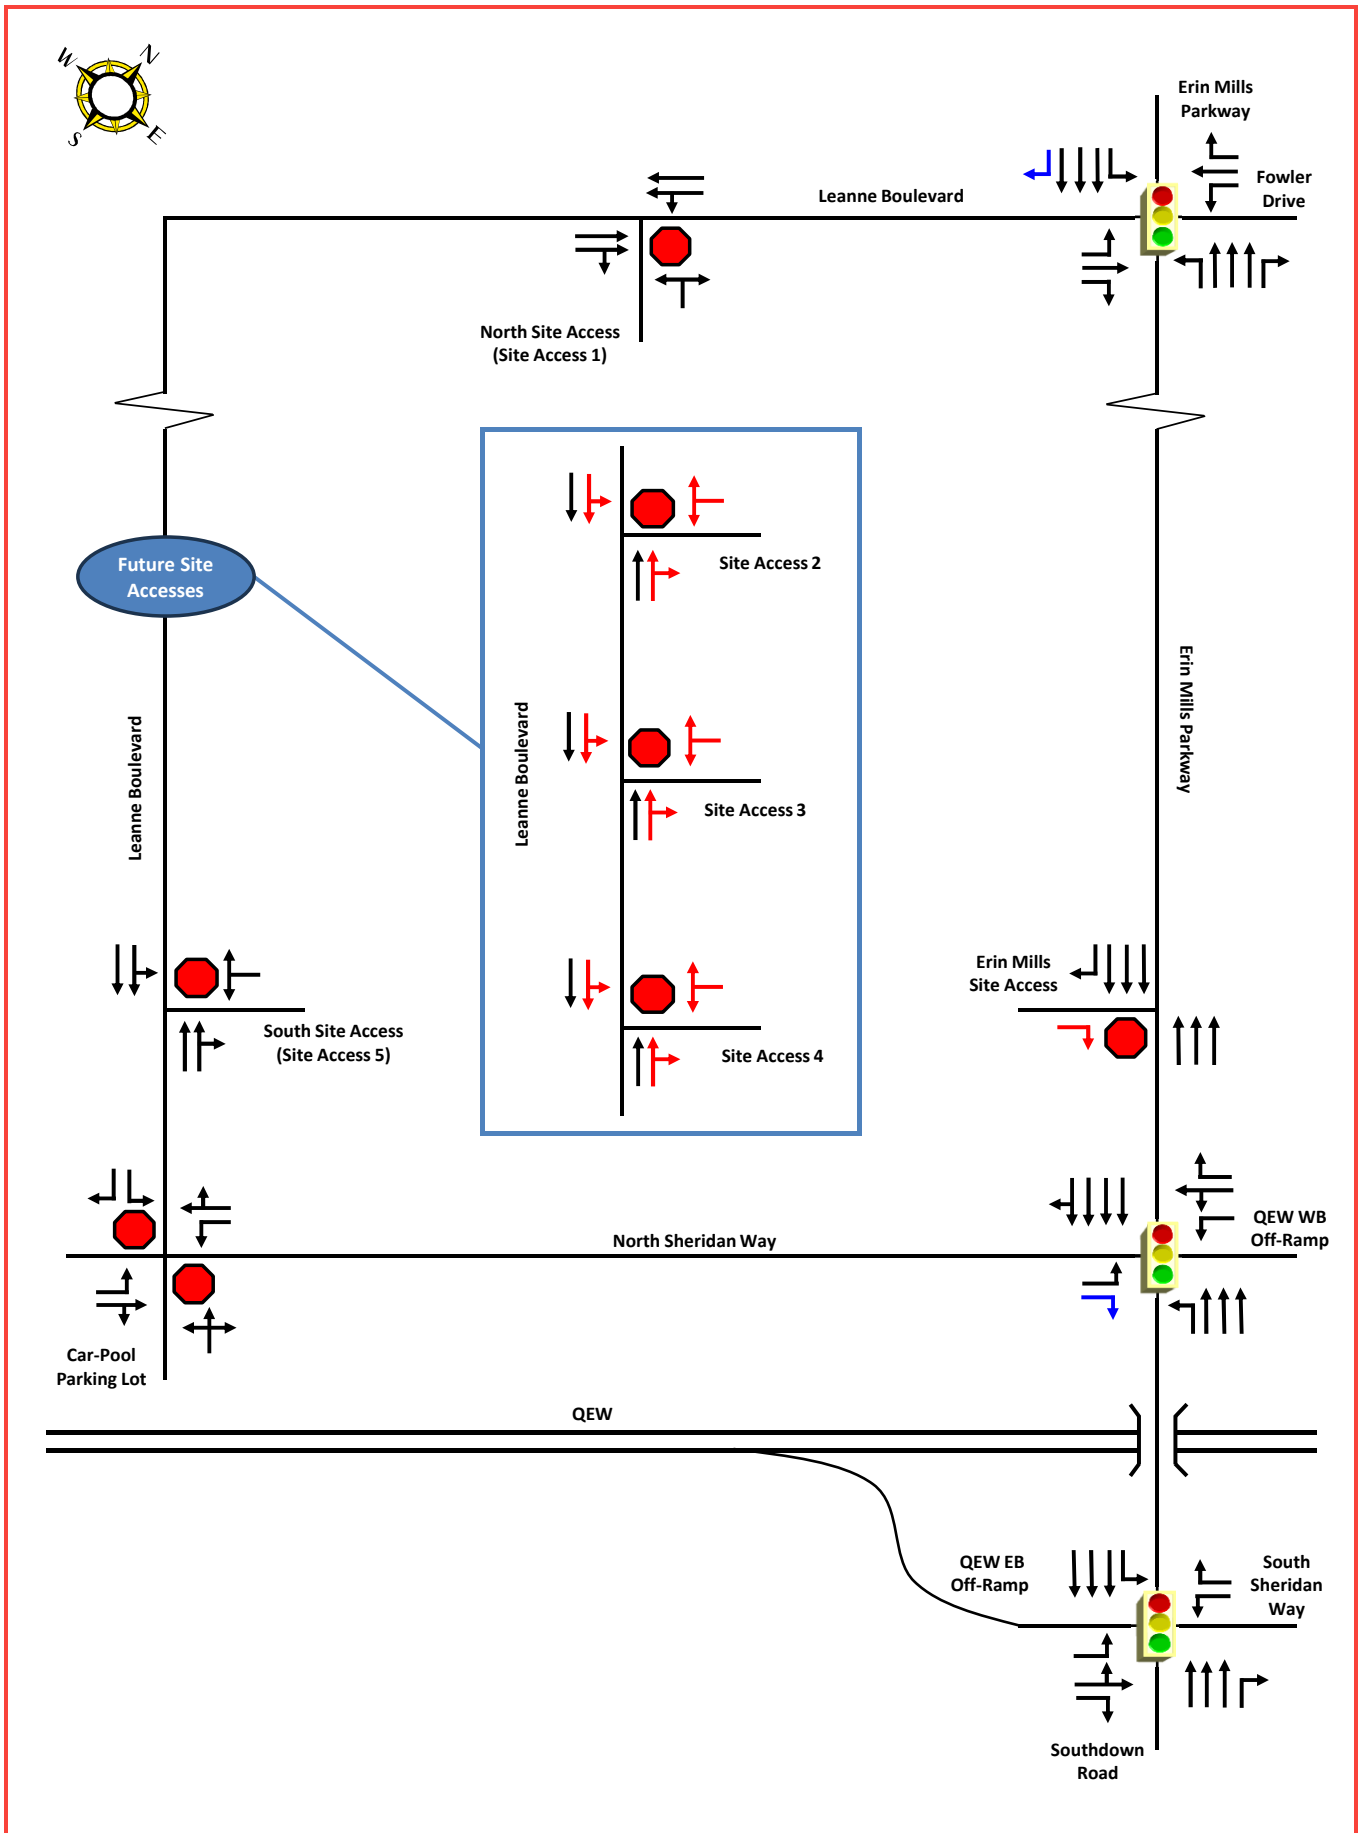 W
N
S
E
Erin Mills
Parkway
Fowler
Drive
Leanne Boulevard
North Site Access
(Site Access 1)
Future Site
Accesses
Site Access 2
Site Access 3
Site Access 4
Leanne Boulevard
Leanne Boulevard
Erin Mills Parkway
Erin Mills
Site Access
South Site Access
(Site Access 5)
North Sheridan Way
QEW WB
Off-Ramp
Car-Pool
Parking Lot
QEW
QEW EB
Off-Ramp
South
Sheridan
Way
Southdown
Road